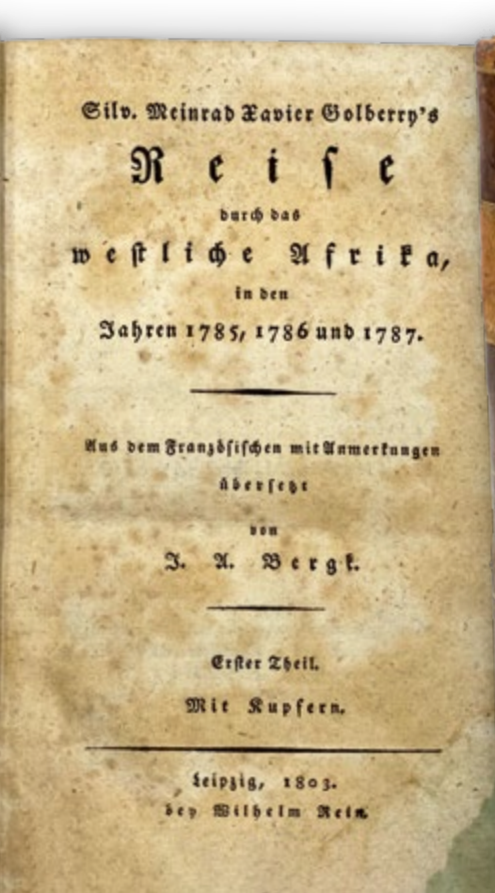 Silv. Meinrad Xavier Golberry's
Reise
durch das
westliche Afrika,
in den
Jahren 1785, 1786 und 1787.
Aus dem Französischen mit Anmerkungen
übersetzt
von
J. A. Bergk.
Erster Theil.
Mit Kupfern.
Leipzig, 1803.
bey Wilhelm Rein.